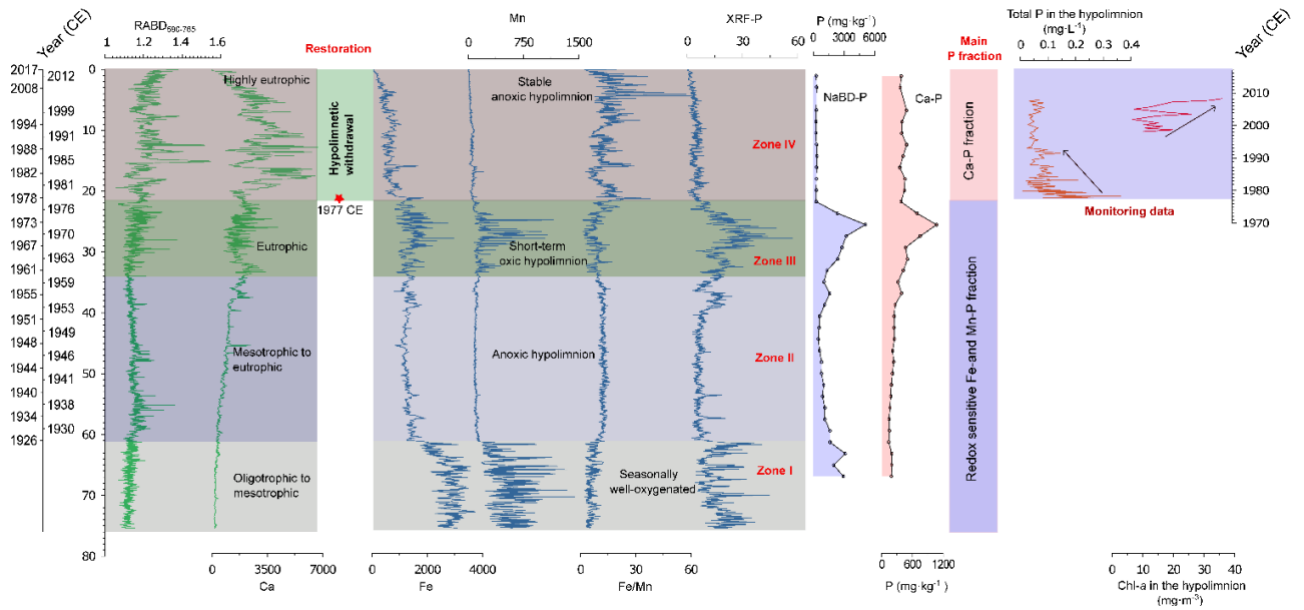 Year (CE)
RABD590-765
1
1.2
1.6
Restoration
Mn
0
750
1500
XRF-P
0
30
60
P (mg·kg-1)
0
3000
6000
Main
P fraction
Total P in the hypolimnion
(mg·L-1)
0
0.1
0.2
0.3
0.4
Year (CE)
2017
2008
1994
1988
1982
1978
1973
1967
1961
1955
1948
1944
1940
1934
1926
2012
1999
1991
1985
1981
1976
1970
1963
1959
1953
1949
1946
1941
1938
1930
0
10
20
30
40
50
60
70
80
Highly eutrophic
Eutrophic
Mesotrophic to
eutrophic
Oligotrophic to
mesotrophic
Hypolimnetic
withdrawal
1977 CE
Stable
anoxic hypolimnion
Zone IV
Short-term
oxic hypolimnion
Zone III
Anoxic hypolimnion
Zone II
Seasonally
well-oxygenated
Zone I
NaBD-P
Ca-P
Ca-P fraction
Redox sensitive Fe-and Mn-P fraction
2010
2000
1990
1980
1970
Monitoring data
0
3500
7000
Ca
0
2000
4000
Fe
0
30
60
Fe/Mn
0
600
1200
P (mg·kg-1)
0
10
20
30
40
Chl-a in the hypolimnion
(mg·m-3)